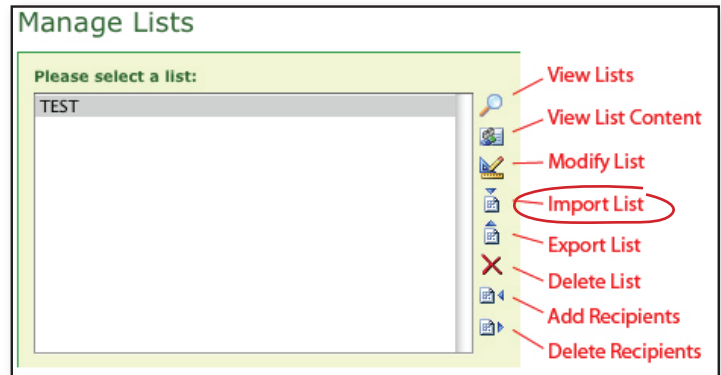 Manage Lists
Please select a list:
TEST
View Lists
View List Content
Modify List
Import List
Export List
Delete List
Add Recipients
Delete Recipients